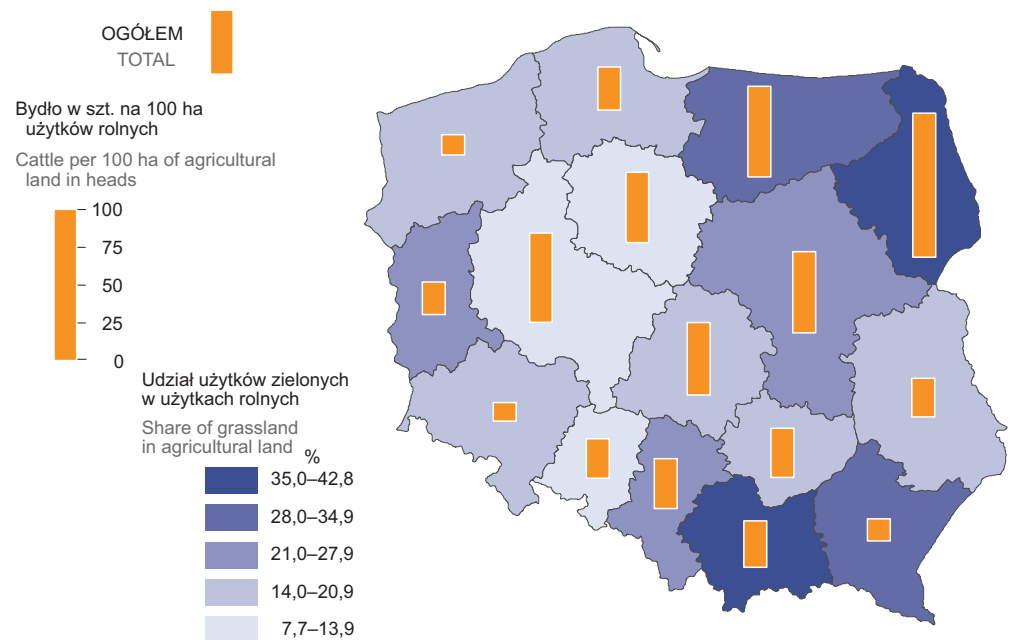 OGÓŁEM
TOTAL
Bydło w szt. na 100 ha
użytków rolnych
Cattle per 100 ha of agricultural
land in heads
100
75
50
25
0
Udział użytków zielonych
w użytkach rolnych
Share of grassland
in agricultural land
%
35,0–42,8
28,0–34,9
21,0–27,9
14,0–20,9
7,7–13,9